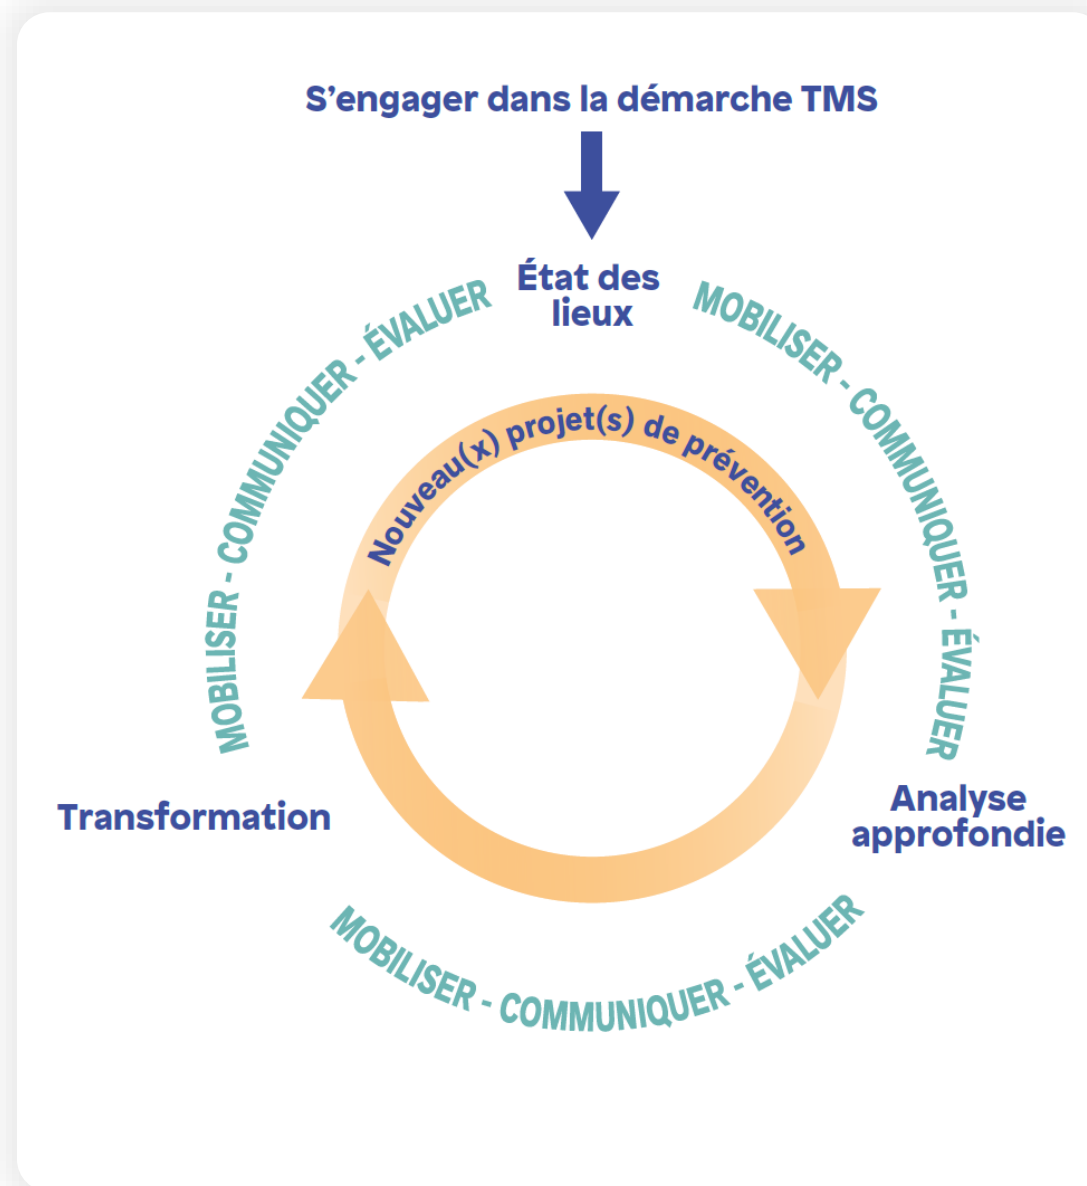 S’engager dans la démarche TMS
État des
lieux
MOBILISER - COMMUNIQUER - ÉVALUER
MOBILISER - COMMUNIQUER - ÉVALUER
Nouveau(x) projet(s) de prévention
Transformation
Analyse
approfondie
MOBILISER - COMMUNIQUER - ÉVALUER